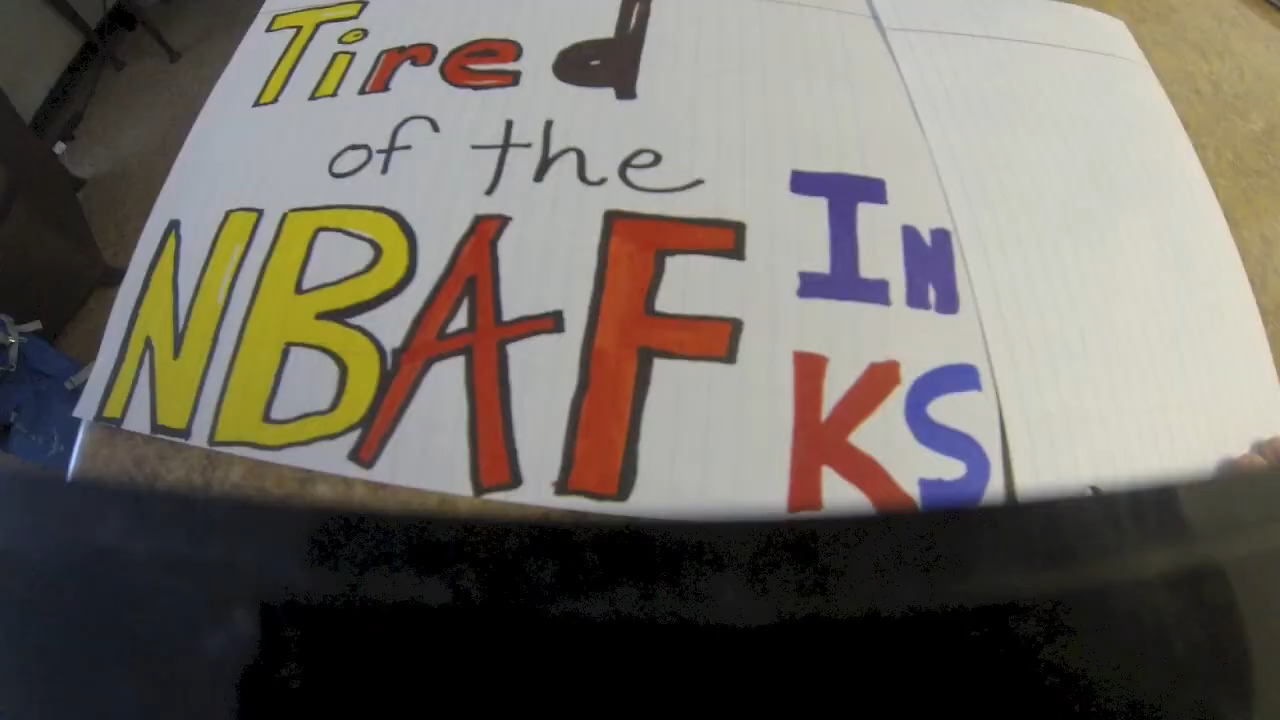 Tired
of the
NBAF
In
KS